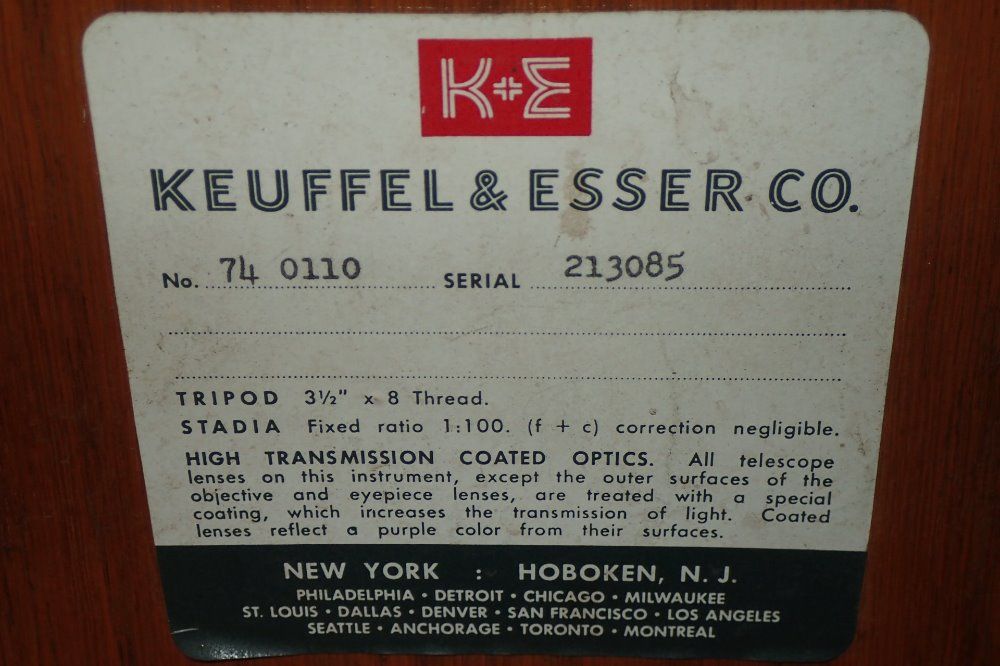 K+E
KEUFFEL & ESSER CO.
No. 74 0110 SERIAL 213085
TRIPOD 3½" x 8 Thread.
STADIA Fixed ratio 1:100. (f + c) correction negligible.
HIGH TRANSMISSION COATED OPTICS. All telescope
lenses on this instrument, except the outer surfaces of the
objective and eyepiece lenses, are treated with a special
coating, which increases the transmission of light. Coated
lenses reflect a purple color from their surfaces.
NEW YORK : HOBOKEN, N. J.
PHILADELPHIA · DETROIT · CHICAGO · MILWAUKEE
ST. LOUIS · DALLAS · DENVER · SAN FRANCISCO · LOS ANGELES
SEATTLE · ANCHORAGE · TORONTO · MONTREAL